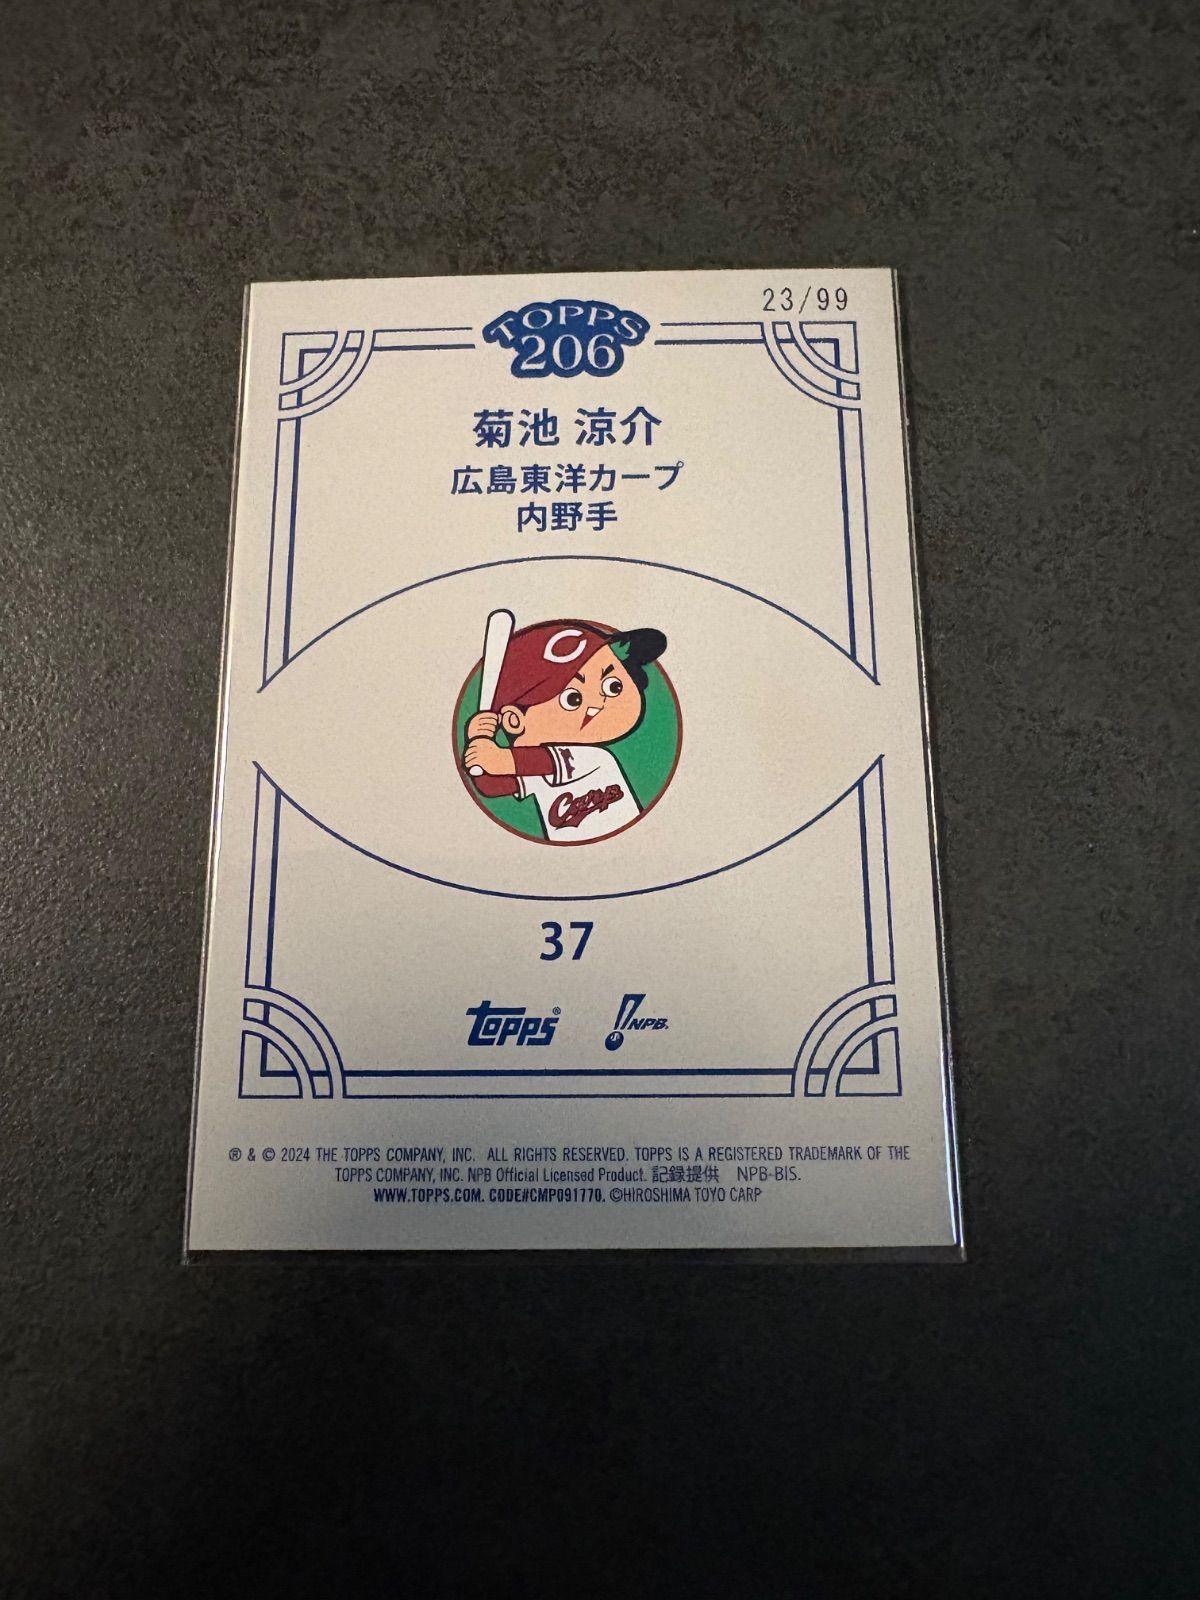 23/99
TOPPS
206
菊池 涼介
広島東洋カープ
内野手
C
Carp
37
topps®
NPB®
® & © 2024 THE TOPPS COMPANY, INC. ALL RIGHTS RESERVED. TOPPS IS A REGISTERED TRADEMARK OF THE
TOPPS COMPANY, INC. NPB Official Licensed Product. 記録提供 NPB-BIS.
WWW.TOPPS.COM. CODE#CMP091770. ©HIROSHIMA TOYO CARP